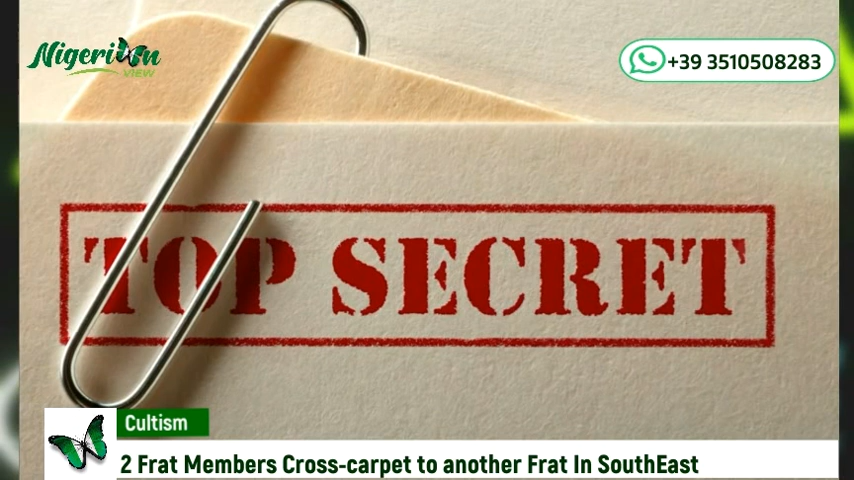 Nigerian
VIEW
+39 3510508283
TOP SECRET
Cultism
2 Frat Members Cross-carpet to another Frat In SouthEast